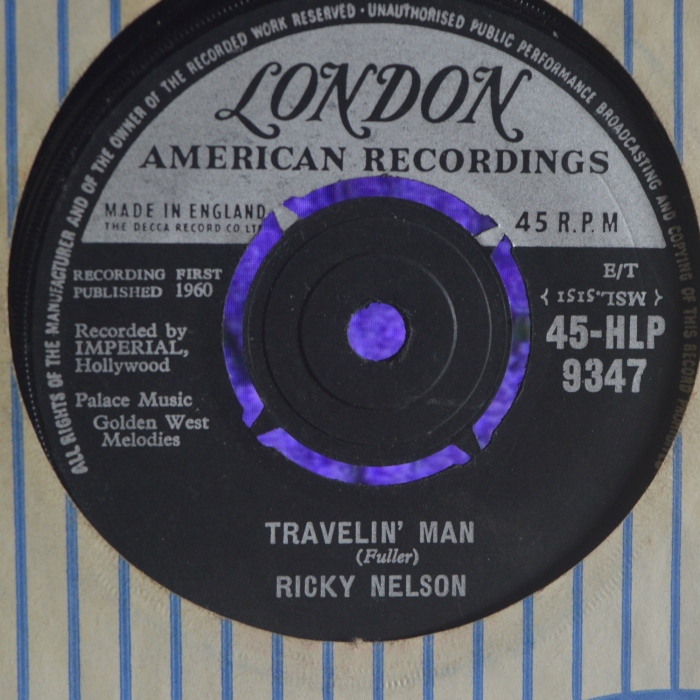 ALL RIGHTS OF THE MANUFACTURER AND OF THE OWNER OF THE RECORDED WORK RESERVED · UNAUTHORISED PUBLIC PERFORMANCE BROADCASTING AND COPYING OF THIS RECORD
LONDON
AMERICAN RECORDINGS
MADE IN ENGLAND
THE DECCA RECORD CO LTD
45 R.P.M
RECORDING FIRST
PUBLISHED 1960
E/T
MSL.1515
45-HLP
9347
Recorded by
IMPERIAL,
Hollywood
Palace Music
Golden West
Melodies
TRAVELIN' MAN
(Fuller)
RICKY NELSON